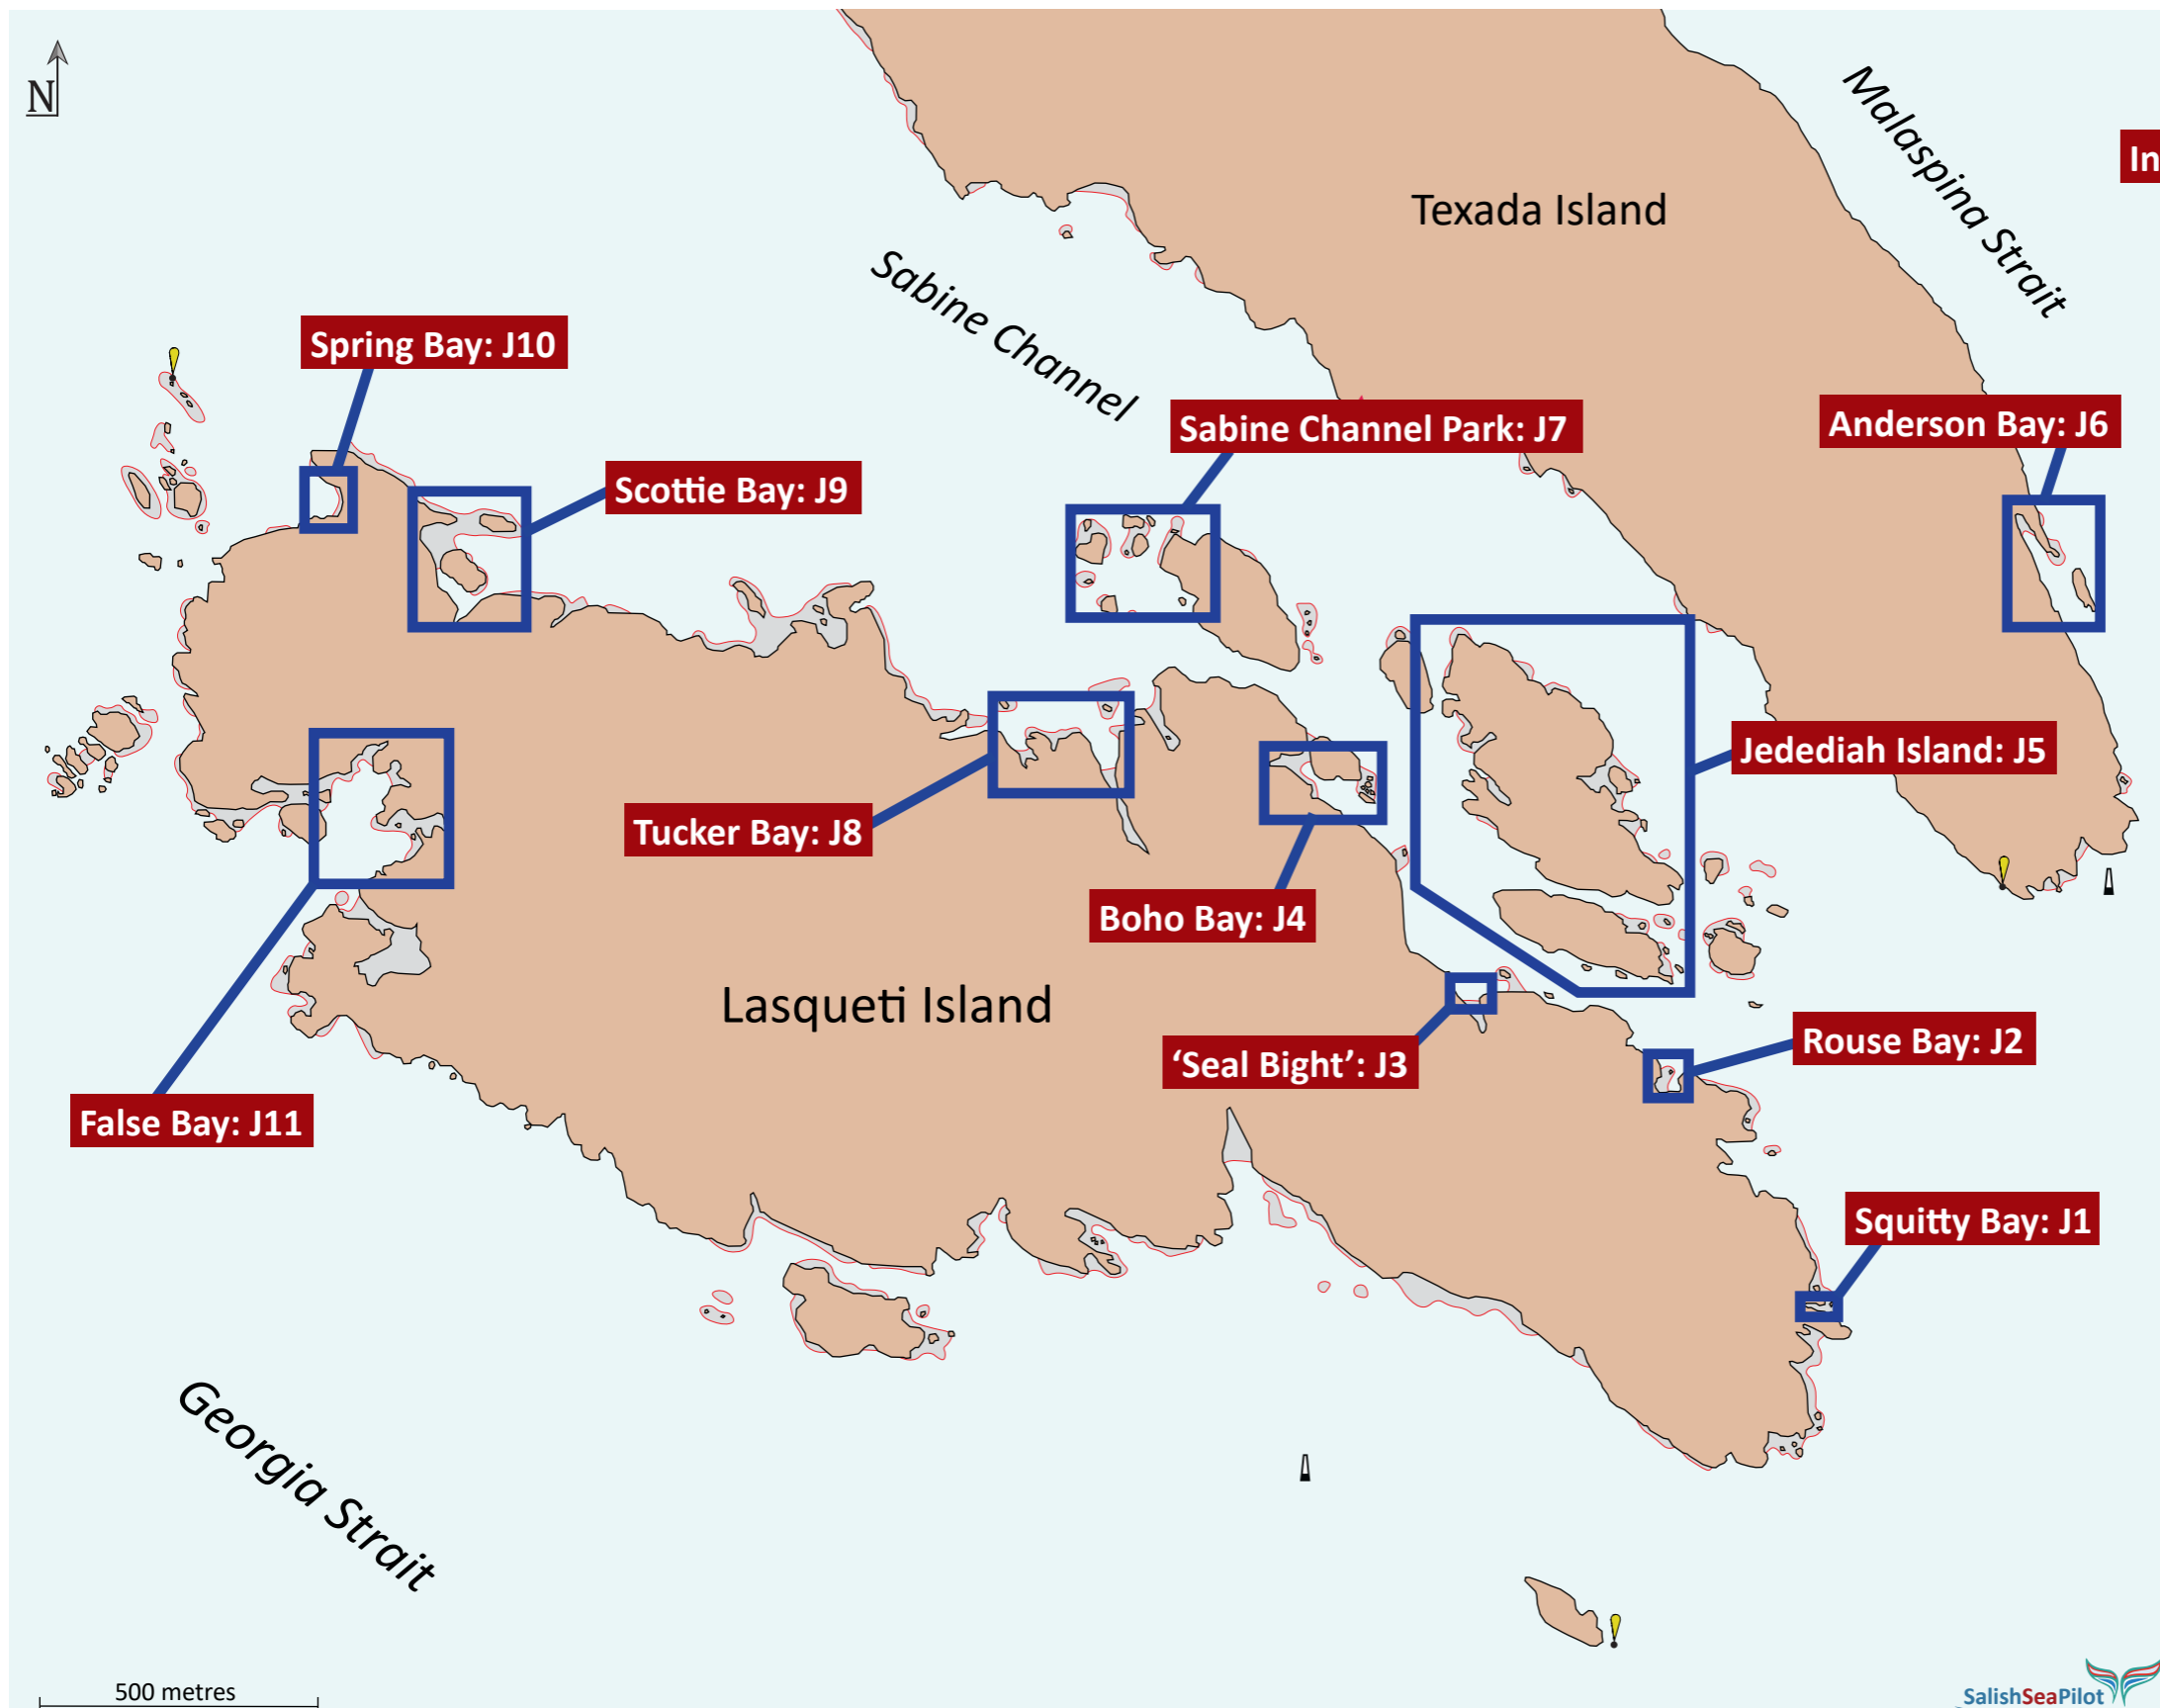 N
Malaspina Strait
In
Texada Island
Sabine Channel
Spring Bay: J10
Sabine Channel Park: J7
Anderson Bay: J6
Scottie Bay: J9
Jedediah Island: J5
Tucker Bay: J8
Boho Bay: J4
Lasqueti Island
Rouse Bay: J2
'Seal Bight': J3
False Bay: J11
Squitty Bay: J1
Georgia Strait
500 metres
SalishSeaPilot